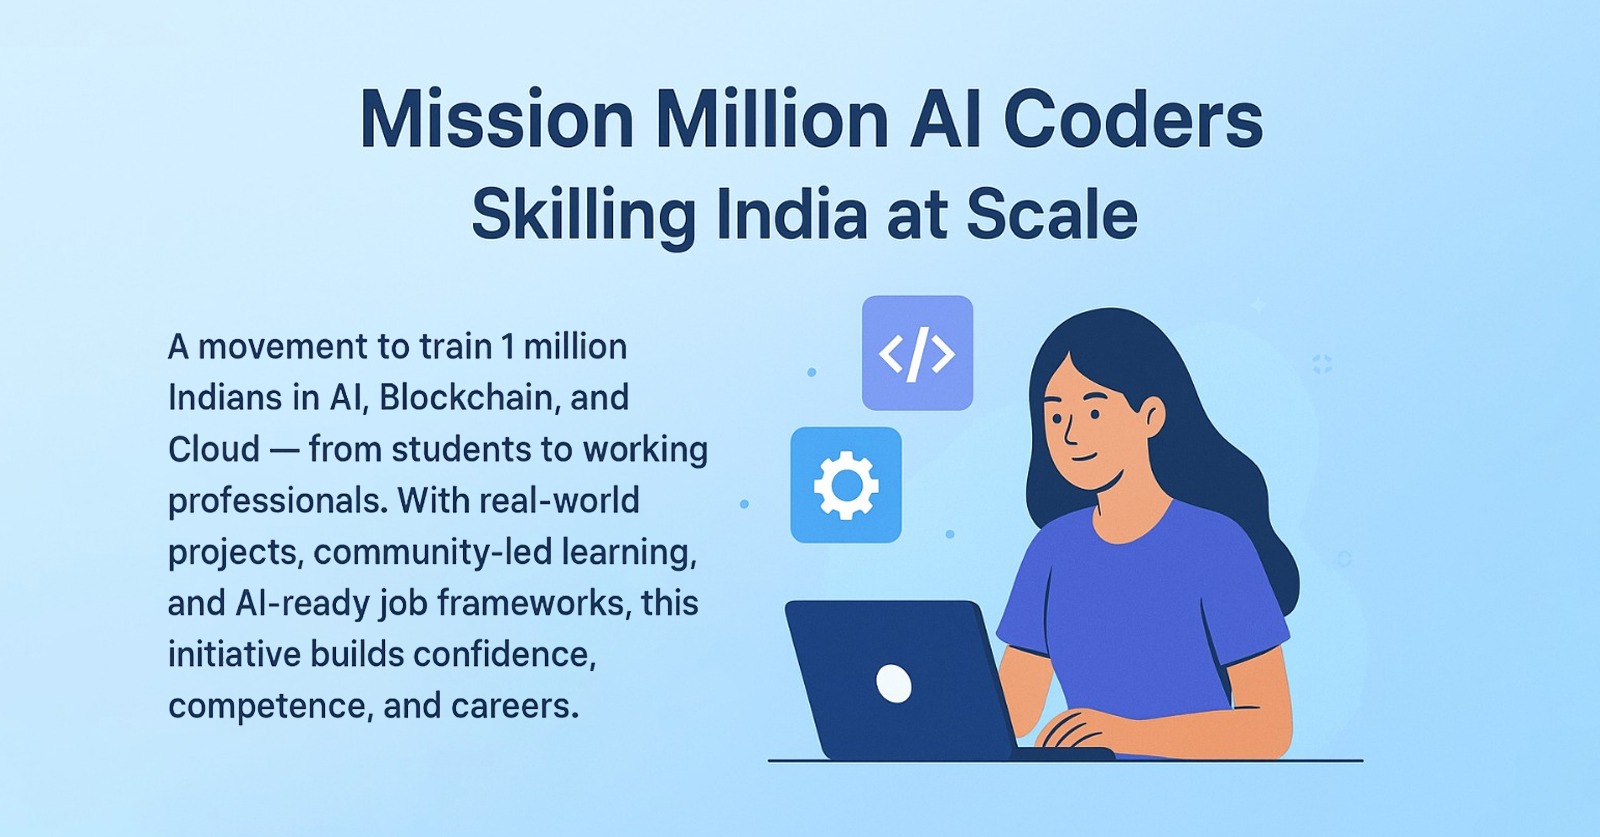 Mission Million AI Coders
Skilling India at Scale
A movement to train 1 million
Indians in AI, Blockchain, and
Cloud — from students to working
professionals. With real-world
projects, community-led learning,
and AI-ready job frameworks, this
initiative builds confidence,
competence, and careers.
</>